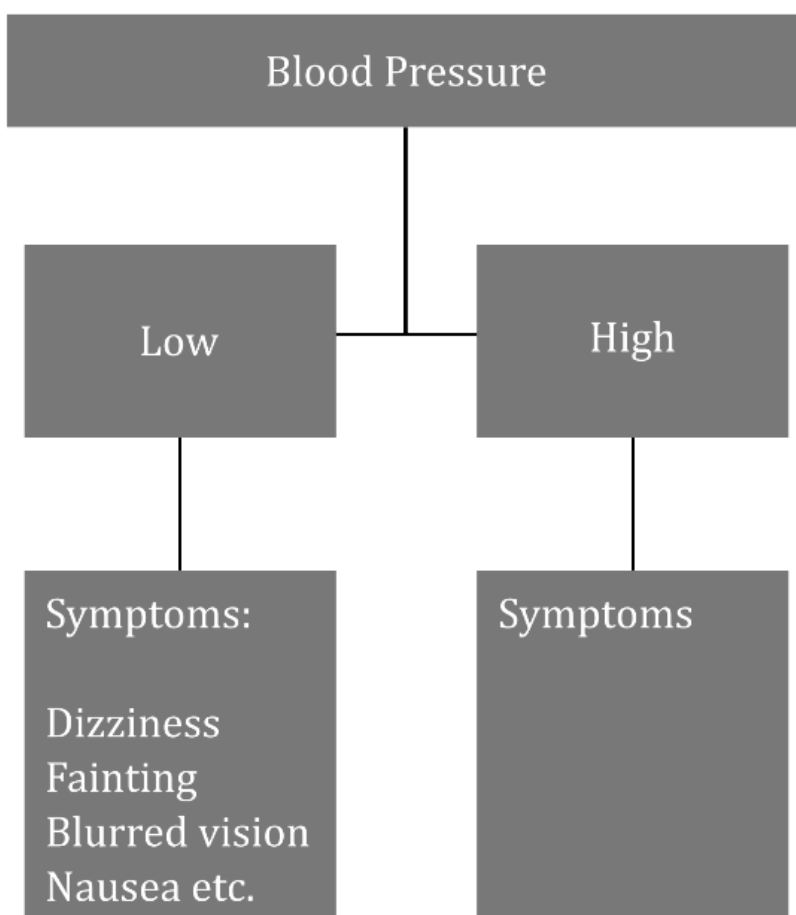 Blood Pressure
Low
High
Symptoms:
Dizziness
Fainting
Blurred vision
Nausea etc.
Symptoms